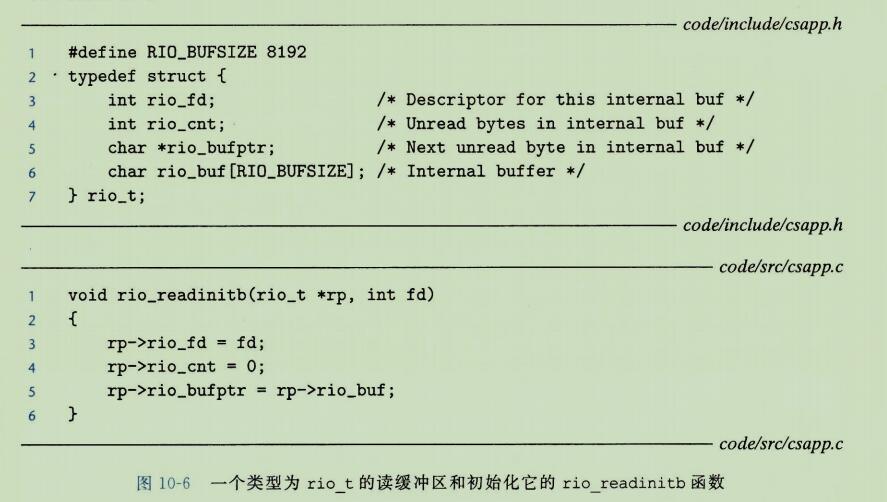 code/include/csapp.h
1 #define RIO_BUFSIZE 8192
2 typedef struct {
3 int rio_fd; /* Descriptor for this internal buf */
4 int rio_cnt; /* Unread bytes in internal buf */
5 char *rio_bufptr; /* Next unread byte in internal buf */
6 char rio_buf[RIO_BUFSIZE]; /* Internal buffer */
7 } rio_t;
code/include/csapp.h
code/src/csapp.c
1 void rio_readinitb(rio_t *rp, int fd)
2 {
3 rp->rio_fd = fd;
4 rp->rio_cnt = 0;
5 rp->rio_bufptr = rp->rio_buf;
6 }
code/src/csapp.c
图 10-6 一个类型为 rio_t 的读缓冲区和初始化它的 rio_readinitb 函数